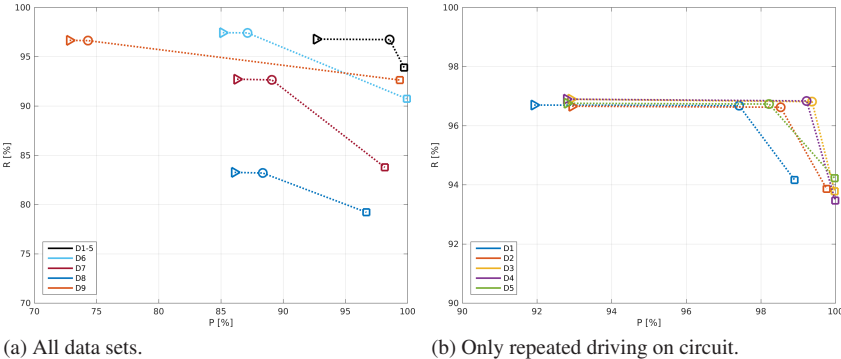 100
95
90
85
80
75
70
R [%]
70 75 80 85 90 95 100
P [%]
D1-5
D6
D7
D8
D9
(a) All data sets.
100
98
96
94
92
90
R [%]
90 92 94 96 98 100
P [%]
D1
D2
D3
D4
D5
(b) Only repeated driving on circuit.